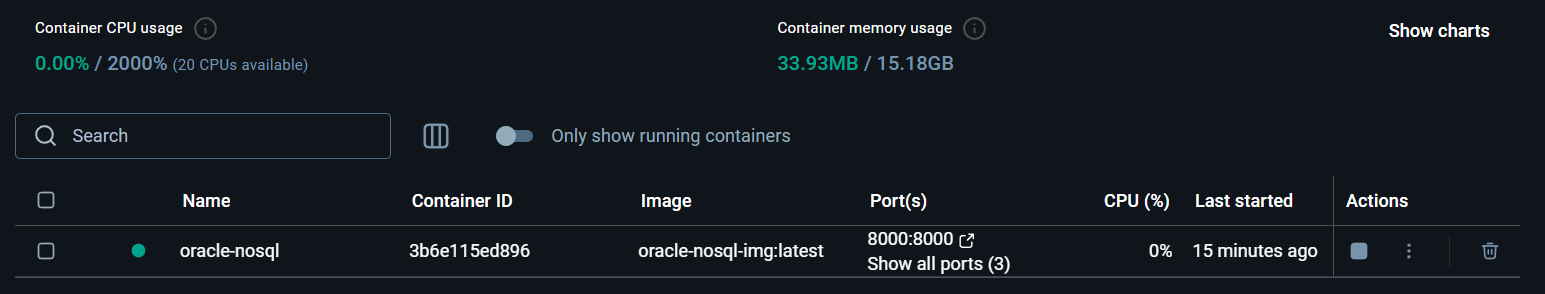 Container CPU usage
Container memory usage
Show charts
0.00% / 2000% (20 CPUs available)
33.93MB / 15.18GB
Search
Only show running containers
Name Container ID Image Port(s) CPU (%) Last started Actions
oracle-nosql 3b6e115ed896 oracle-nosql-img:latest 8000:8000 0% 15 minutes ago
Show all ports (3)